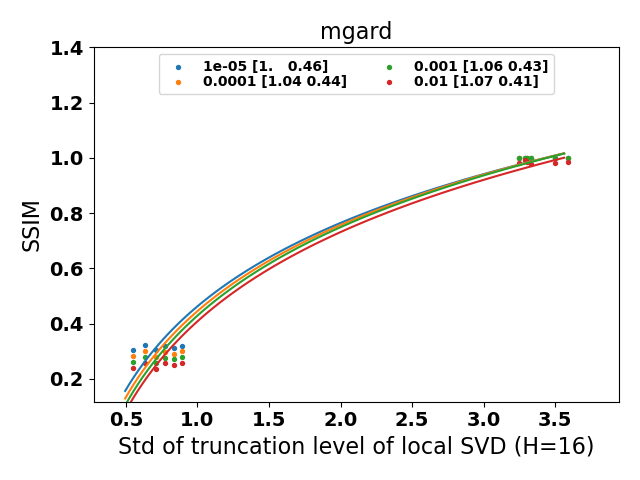 mgard
1e-05 [1.   0.46]
0.0001 [1.04 0.44]
0.001 [1.06 0.43]
0.01 [1.07 0.41]
SSIM
1.4
1.2
1.0
0.8
0.6
0.4
0.2
0.5 1.0 1.5 2.0 2.5 3.0 3.5
Std of truncation level of local SVD (H=16)